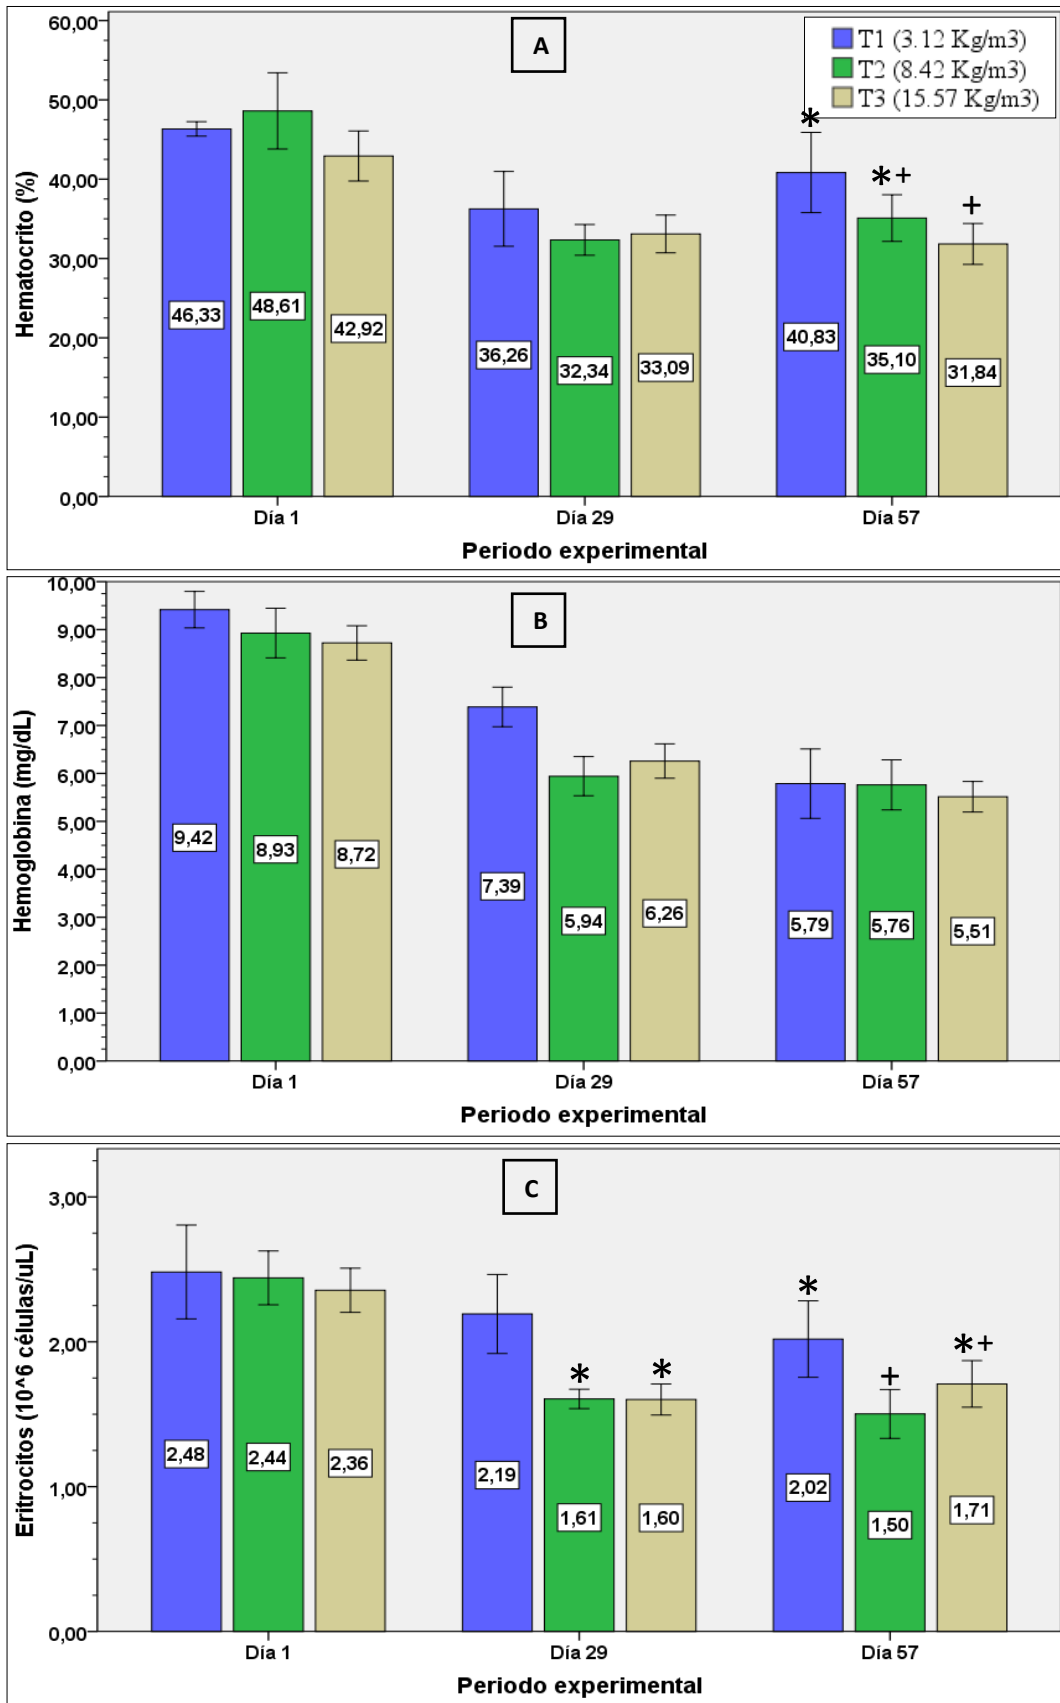 A
T1 (3.12 Kg/m3)
T2 (8.42 Kg/m3)
T3 (15.57 Kg/m3)
Hematocrito (%)
60,00
50,00
40,00
30,00
20,00
10,00
0,00
*
*+
+
46,33
48,61
42,92
36,26
32,34
33,09
40,83
35,10
31,84
Día 1
Día 29
Día 57
Periodo experimental
B
Hemoglobina (mg/dL)
10,00
9,00
8,00
7,00
6,00
5,00
4,00
3,00
2,00
1,00
0,00
9,42
8,93
8,72
7,39
5,94
6,26
5,79
5,76
5,51
Día 1
Día 29
Día 57
Periodo experimental
C
Eritrocitos (10^6 células/uL)
3,00
2,00
1,00
0,00
*
*
*
+
*+
2,48
2,44
2,36
2,19
1,61
1,60
2,02
1,50
1,71
Día 1
Día 29
Día 57
Periodo experimental